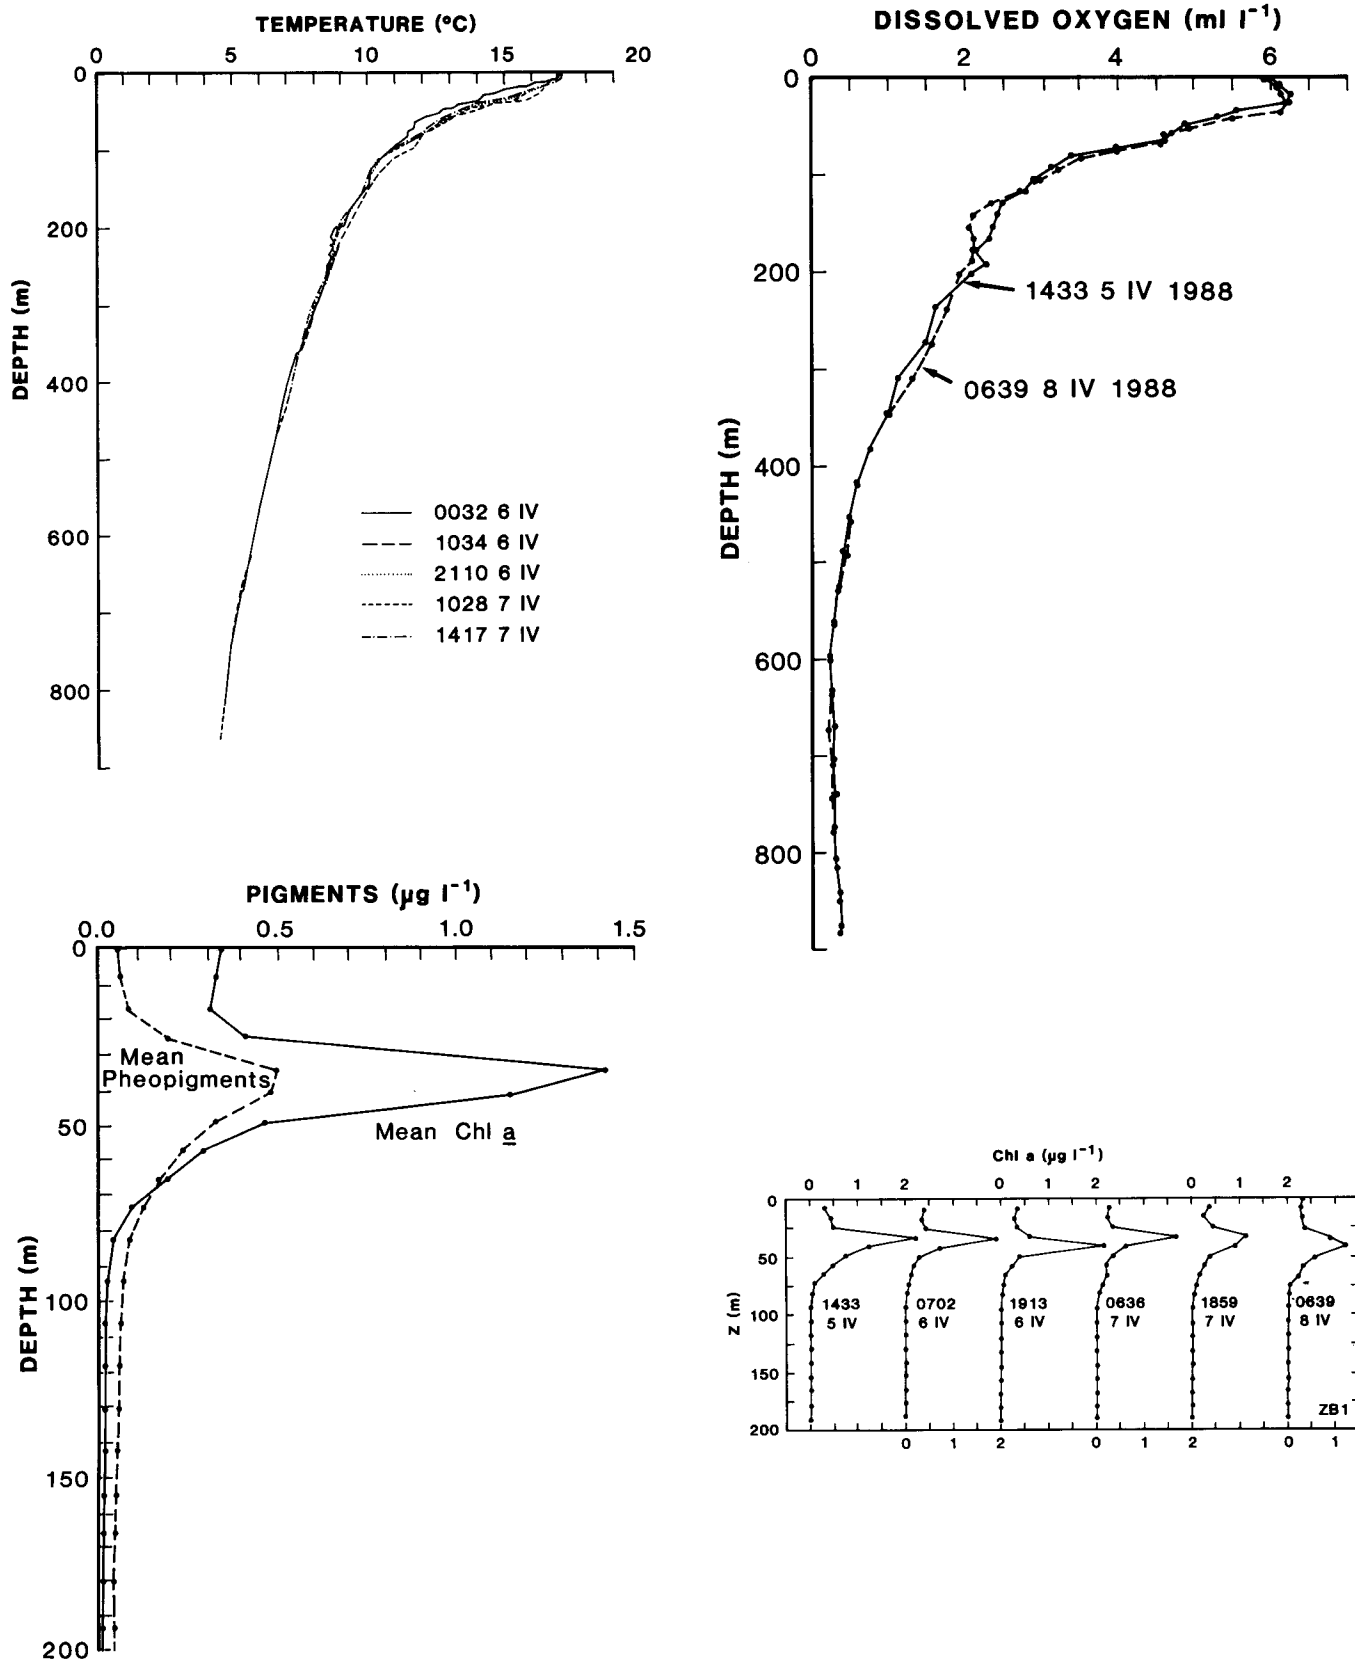 TEMPERATURE (°C)
0 5 10 15 20
0
200
400
600
800
DEPTH (m)
0032 6 IV
1034 6 IV
2110 6 IV
1028 7 IV
1417 7 IV
DISSOLVED OXYGEN (ml l⁻¹)
0 2 4 6
0
200
400
600
800
DEPTH (m)
1433 5 IV 1988
0639 8 IV 1988
PIGMENTS (µg l⁻¹)
0.0 0.5 1.0 1.5
0
50
100
150
200
DEPTH (m)
Mean
Pheopigments
Mean Chl a
Chl a (µg l⁻¹)
0 1 2 0 1 2 0 1 2
0
50
100
150
200
Z (m)
1433
5 IV
0702
6 IV
1913
6 IV
0636
7 IV
1859
7 IV
0639
8 IV
ZB1
0 1 2 0 1 2 0 1